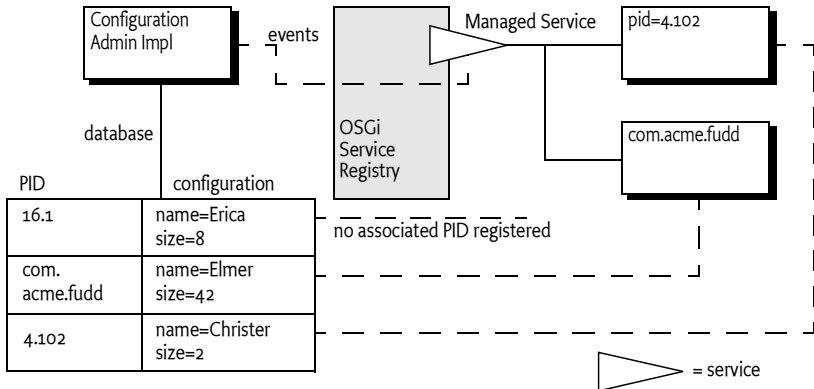 Configuration
Admin Impl
events
Managed Service
pid=4.102
OSGi
Service
Registry
com.acme.fudd
database
PID
configuration
16.1
name=Erica
size=8
no associated PID registered
com.
acme.fudd
name=Elmer
size=42
4.102
name=Christer
size=2
= service